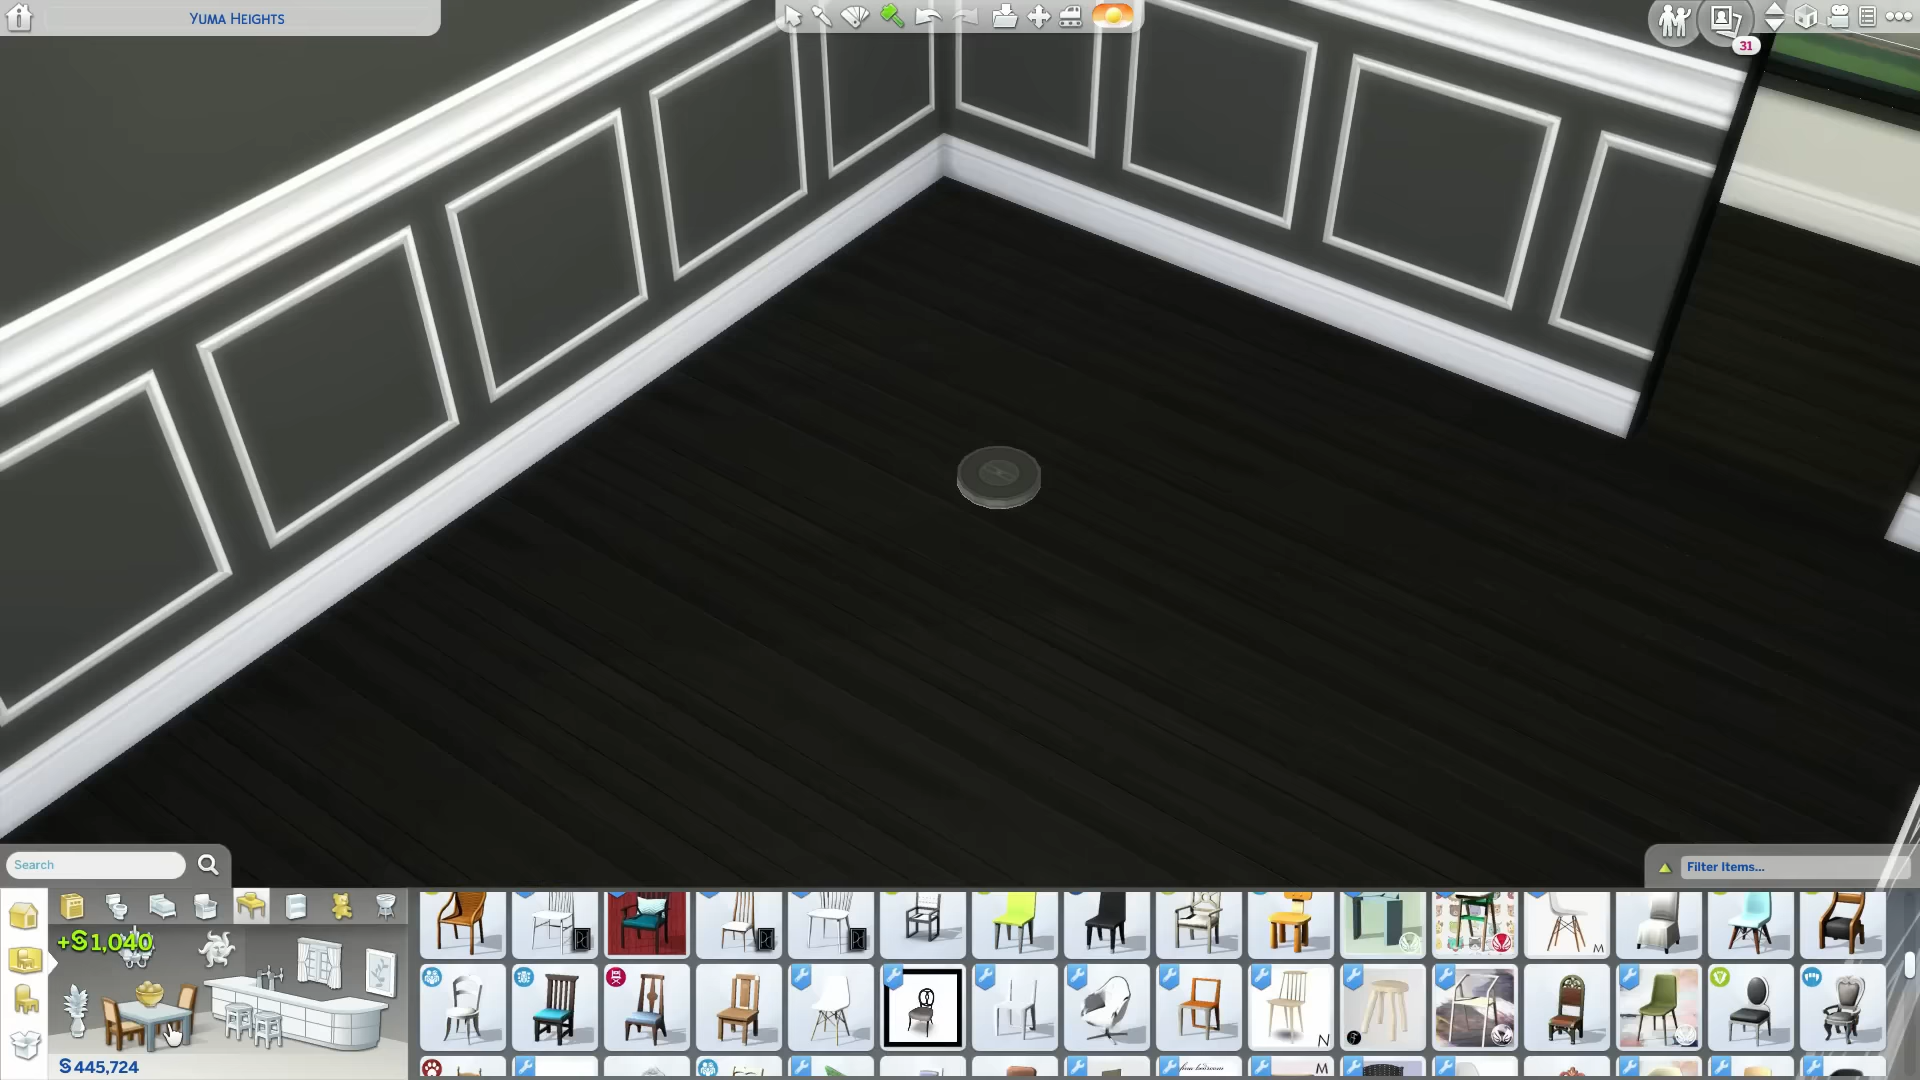 Yuma Heights
31
Search
Filter Items...
+§1,040
§445,724
M
N
M